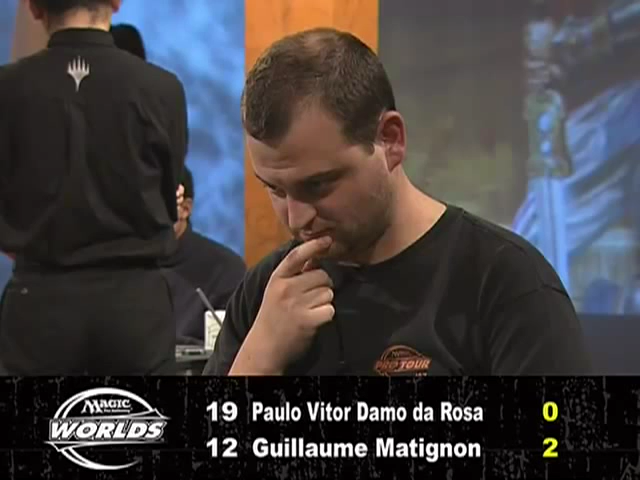 PRO TOUR
MAGIC
WORLDS
19 Paulo Vitor Damo da Rosa 0
12 Guillaume Matignon 2